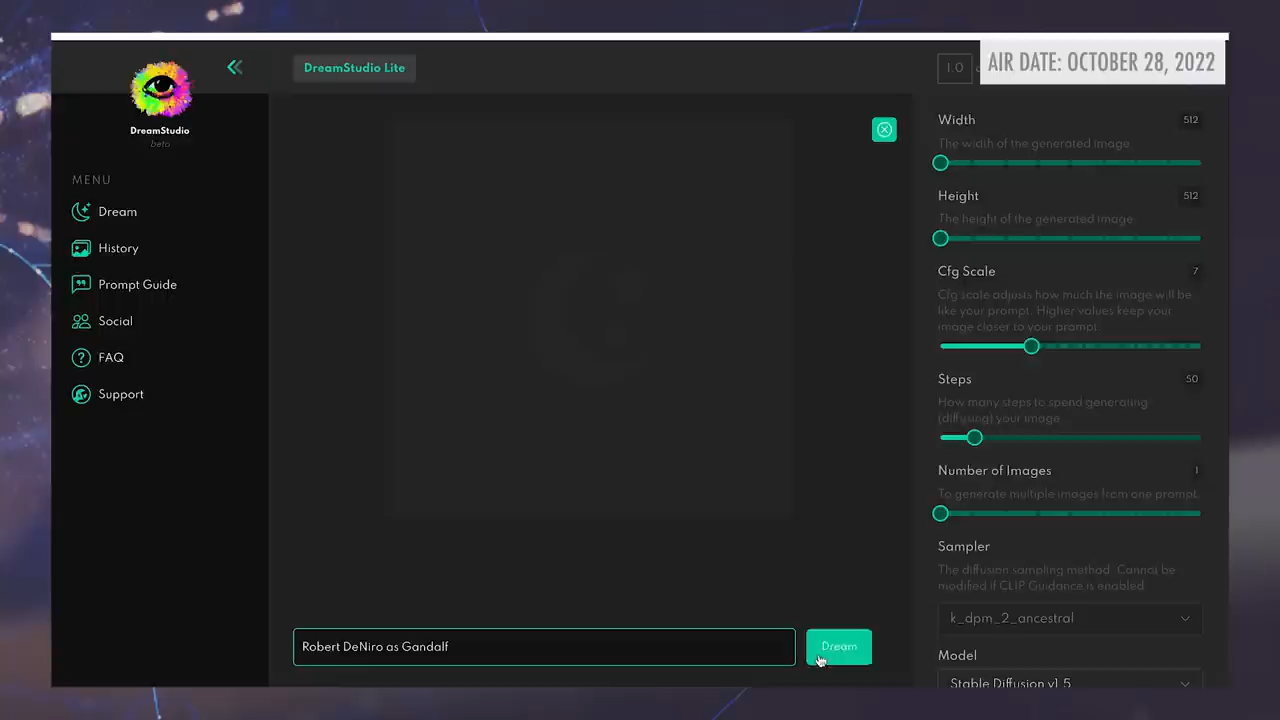 AIR DATE: OCTOBER 28, 2022
DreamStudio
beta
MENU
Dream
History
Prompt Guide
Social
FAQ
Support
DreamStudio Lite
Robert DeNiro as Gandalf
Dream
1.0
Width
512
The width of the generated image.
Height
512
The height of the generated image.
Cfg Scale
7
Cfg scale adjusts how much the image will be
like your prompt. Higher values keep your
image closer to your prompt.
Steps
50
How many steps to spend generating
(diffusing) your image.
Number of Images
1
To generate multiple images from one prompt.
Sampler
The diffusion sampling method. Cannot be
modified if CLIP Guidance is enabled.
k_dpm_2_ancestral
Model
Stable Diffusion v1.5